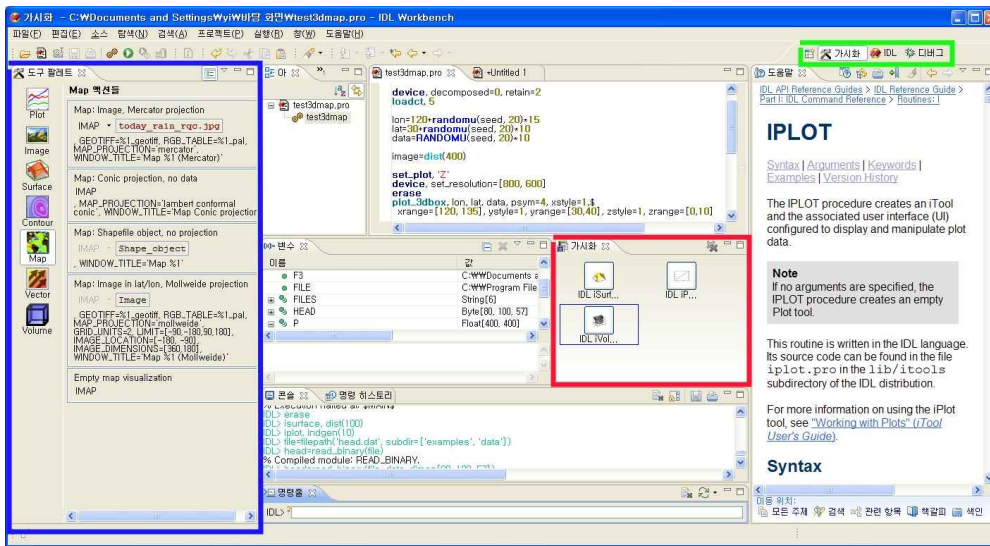 가시화 - C:₩Documents and Settings₩yi₩바탕 화면₩test3dmap.pro - IDL Workbench
파일(F) 편집(E) 소스 탐색(N) 검색(A) 프로젝트(P) 실행(R) 창(W) 도움말(H)
가시화 IDL 디버그
도구 팔레트
Plot
Image
Surface
Contour
Map
Vector
Volume
Map 액션들
Map: Image, Mercator projection
IMAP today_rain_rqc.jpg
, GEOTIFF=%1_geotiff, RGB_TABLE=%1_pal,
MAP_PROJECTION='mercator',
WINDOW_TITLE='Map %1 (Mercator)'
Map: Conic projection, no data
IMAP
, MAP_PROJECTION='lambert conformal
conic', WINDOW_TITLE='Map Conic projection
Map: Shapefile object, no projection
IMAP Shape_object
, WINDOW_TITLE='Map %1'
Map: Image in lat/lon, Mollweide projection
IMAP Image
, GEOTIFF=%1_geotiff, RGB_TABLE=%1_pal,
MAP_PROJECTION='mollweide',
GRID_UNITS=2, LIMIT=[-90,-180,90,180],
IMAGE_LOCATION=[-180, -90],
IMAGE_DIMENSIONS=[360,180],
WINDOW_TITLE='Map %1 (Mollweide)'
Empty map visualization
IMAP
test3dmap.pro
test3dmap
test3dmap.pro *Untitled 1
device, decomposed=0, retain=2
loadct, 5
lon=120+randomu(seed, 20)*15
lat=30+randomu(seed, 20)*10
data=RANDOMU(seed, 20)*10
image=dist(400)
set_plot, 'Z'
device, set_resolution=[800, 600]
erase
plot_3dbox, lon, lat, data, psym=4, xstyle=1,$
xrange=[120, 135], ystyle=1, yrange=[30,40], zstyle=1, zrange=[0,10]
변수
이름 값
F3 C:₩₩Documents a
FILE C:₩₩Program File
FILES String[6]
HEAD Byte[80, 100, 57]
P Float[400, 400]
가시화
IDL iSurf...
IDL iP...
IDL iVol...
콘솔 명령 히스토리
% Execution halted at: $MAIN$
IDL> erase
IDL> isurface, dist(100)
IDL> iplot, indgen(10)
IDL> file=filepath('head.dat', subdir=['examples', 'data'])
IDL> head=read_binary(file)
% Compiled module: READ_BINARY.
명령줄
IDL>
도움말
IDL API Reference Guides > IDL Reference Guide >
Part I: IDL Command Reference > Routines: I
IPLOT
Syntax | Arguments | Keywords |
Examples | Version History
The IPLOT procedure creates an iTool
and the associated user interface (UI)
configured to display and manipulate plot
data.
Note
If no arguments are specified, the
IPLOT procedure creates an empty
Plot tool.
This routine is written in the IDL language.
Its source code can be found in the file
iplot.pro in the lib/itools
subdirectory of the IDL distribution.
For more information on using the iPlot
tool, see "Working with Plots" (iTool
User's Guide).
Syntax
이동 위치:
모든 주제 검색 관련 항목 책갈피 색인